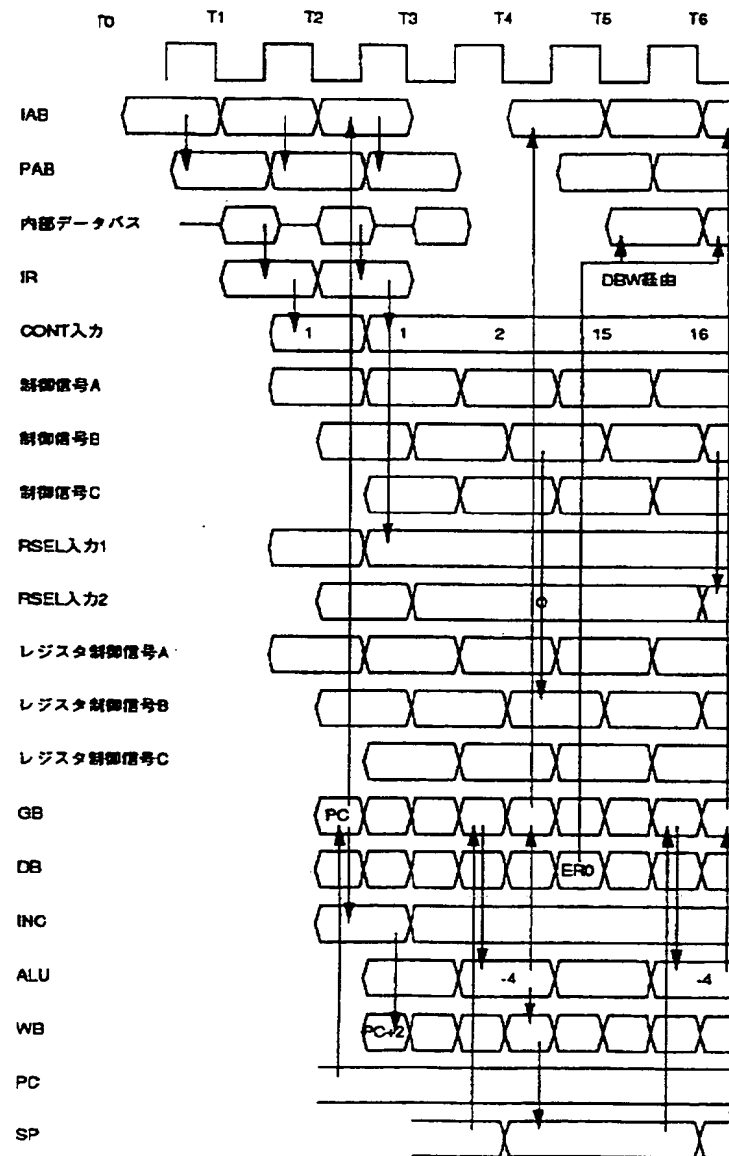 T0 T1 T2 T3 T4 T5 T6
IAB
PAB
内部データバス
IR
DBW経由
CONT入力 1 1 2 15 16
制御信号A
制御信号B
制御信号C
RSEL入力1
RSEL入力2
レジスタ制御信号A
レジスタ制御信号B
レジスタ制御信号C
GB PC
DB ER0
INC
ALU -4 -4
WB PC+2
PC
SP